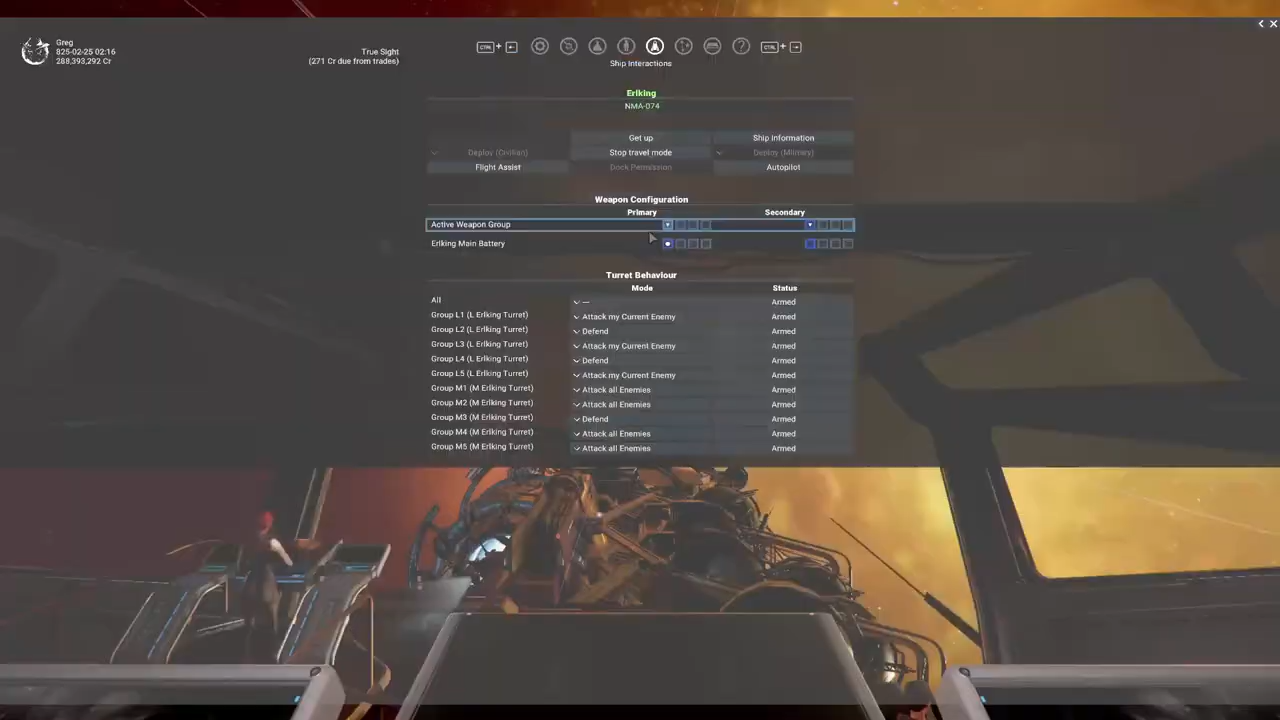 Greg
825-02-25 02:16
288,393,292 Cr
True Sight
(271 Cr due from trades)
CTRL + ←
CTRL + →
Ship Interactions
Erlking
NMA-074
Get up
Ship Information
Deploy (Civilian)
Stop travel mode
Deploy (Military)
Flight Assist
Dock Permission
Autopilot
Weapon Configuration
Primary Secondary
Active Weapon Group
Erlking Main Battery
Turret Behaviour
Mode Status
All — Armed
Group L1 (L Erlking Turret) Attack my Current Enemy Armed
Group L2 (L Erlking Turret) Defend Armed
Group L3 (L Erlking Turret) Attack my Current Enemy Armed
Group L4 (L Erlking Turret) Defend Armed
Group L5 (L Erlking Turret) Attack my Current Enemy Armed
Group M1 (M Erlking Turret) Attack all Enemies Armed
Group M2 (M Erlking Turret) Attack all Enemies Armed
Group M3 (M Erlking Turret) Defend Armed
Group M4 (M Erlking Turret) Attack all Enemies Armed
Group M5 (M Erlking Turret) Attack all Enemies Armed